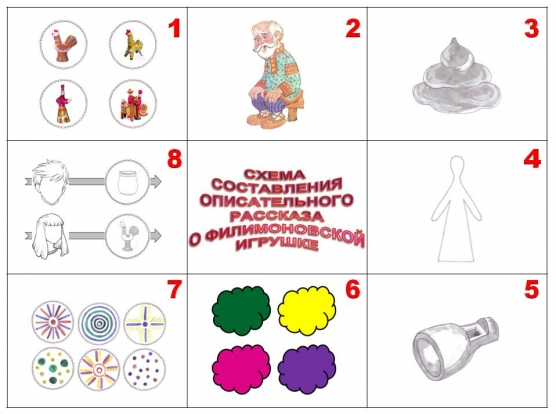 1
2
3
8
СХЕМА
СОСТАВЛЕНИЯ
ОПИСАТЕЛЬНОГО
РАССКАЗА
О ФИЛИМОНОВСКОЙ
ИГРУШКЕ
4
7
6
5